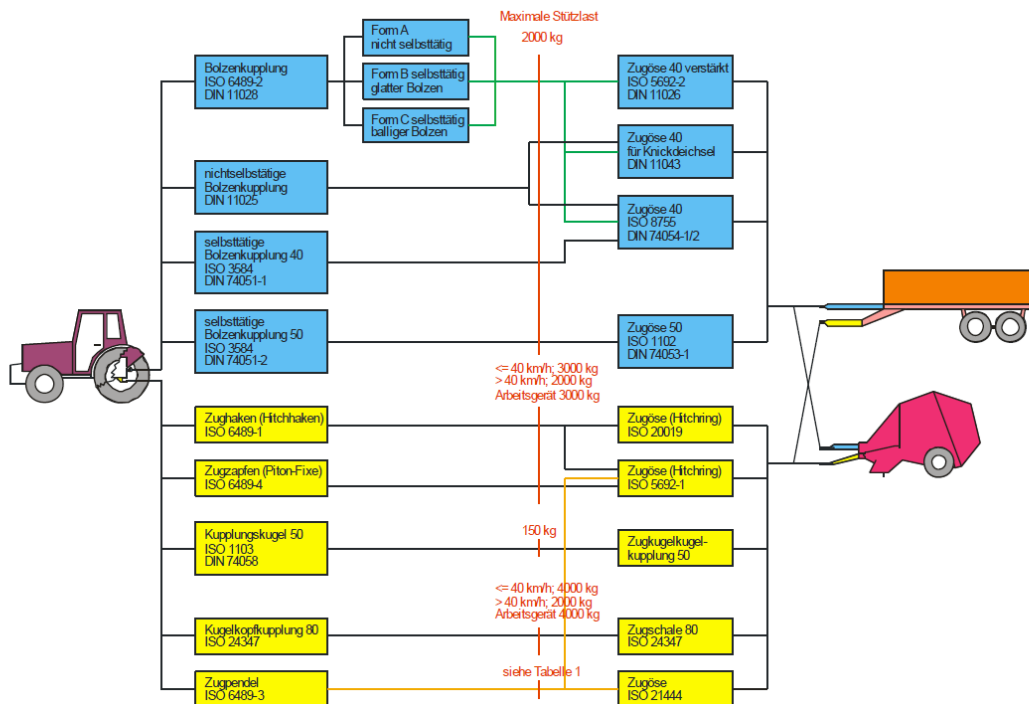 Maximale Stützlast
2000 kg
Form A
nicht selbsttätig
Form B selbsttätig
glatter Bolzen
Form C selbsttätig
balliger Bolzen
Bolzenkupplung
ISO 6489-2
DIN 11028
Zugöse 40 verstärkt
ISO 5692-2
DIN 11026
Zugöse 40
für Knickdeichsel
DIN 11043
nichtselbstätige
Bolzenkupplung
DIN 11025
Zugöse 40
ISO 8755
DIN 74054-1/2
selbsttätige
Bolzenkupplung 40
ISO 3584
DIN 74051-1
selbsttätige
Bolzenkupplung 50
ISO 3584
DIN 74051-2
Zugöse 50
ISO 1102
DIN 74053-1
<= 40 km/h; 3000 kg
> 40 km/h; 2000 kg
Arbeitsgerät 3000 kg
Zughaken (Hitchhaken)
ISO 6489-1
Zugöse (Hitchring)
ISO 20019
Zugzapfen (Piton-Fixe)
ISO 6489-4
Zugöse (Hitchring)
ISO 5692-1
150 kg
Kupplungskugel 50
ISO 1103
DIN 74058
Zugkugelkugel-
kupplung 50
<= 40 km/h; 4000 kg
> 40 km/h; 2000 kg
Arbeitsgerät 4000 kg
Kugelkopfkupplung 80
ISO 24347
Zugschale 80
ISO 24347
siehe Tabelle 1
Zugpendel
ISO 6489-3
Zugöse
ISO 21444